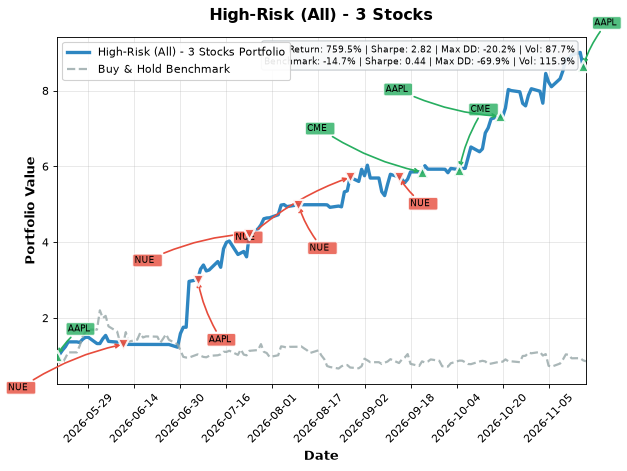 High-Risk (All) - 3 Stocks
AAPL
High-Risk (All) - 3 Stocks Portfolio
Buy & Hold Benchmark
Return: 759.5% | Sharpe: 2.82 | Max DD: -20.2% | Vol: 87.7%
Benchmark: -14.7% | Sharpe: 0.44 | Max DD: -69.9% | Vol: 115.9%
AAPL
CME
CME
NUE
NUE
NUE
NUE
AAPL
AAPL
NUE
8
6
4
2
Portfolio Value
2026-05-29
2026-06-14
2026-06-30
2026-07-16
2026-08-01
2026-08-17
2026-09-02
2026-09-18
2026-10-04
2026-10-20
2026-11-05
Date